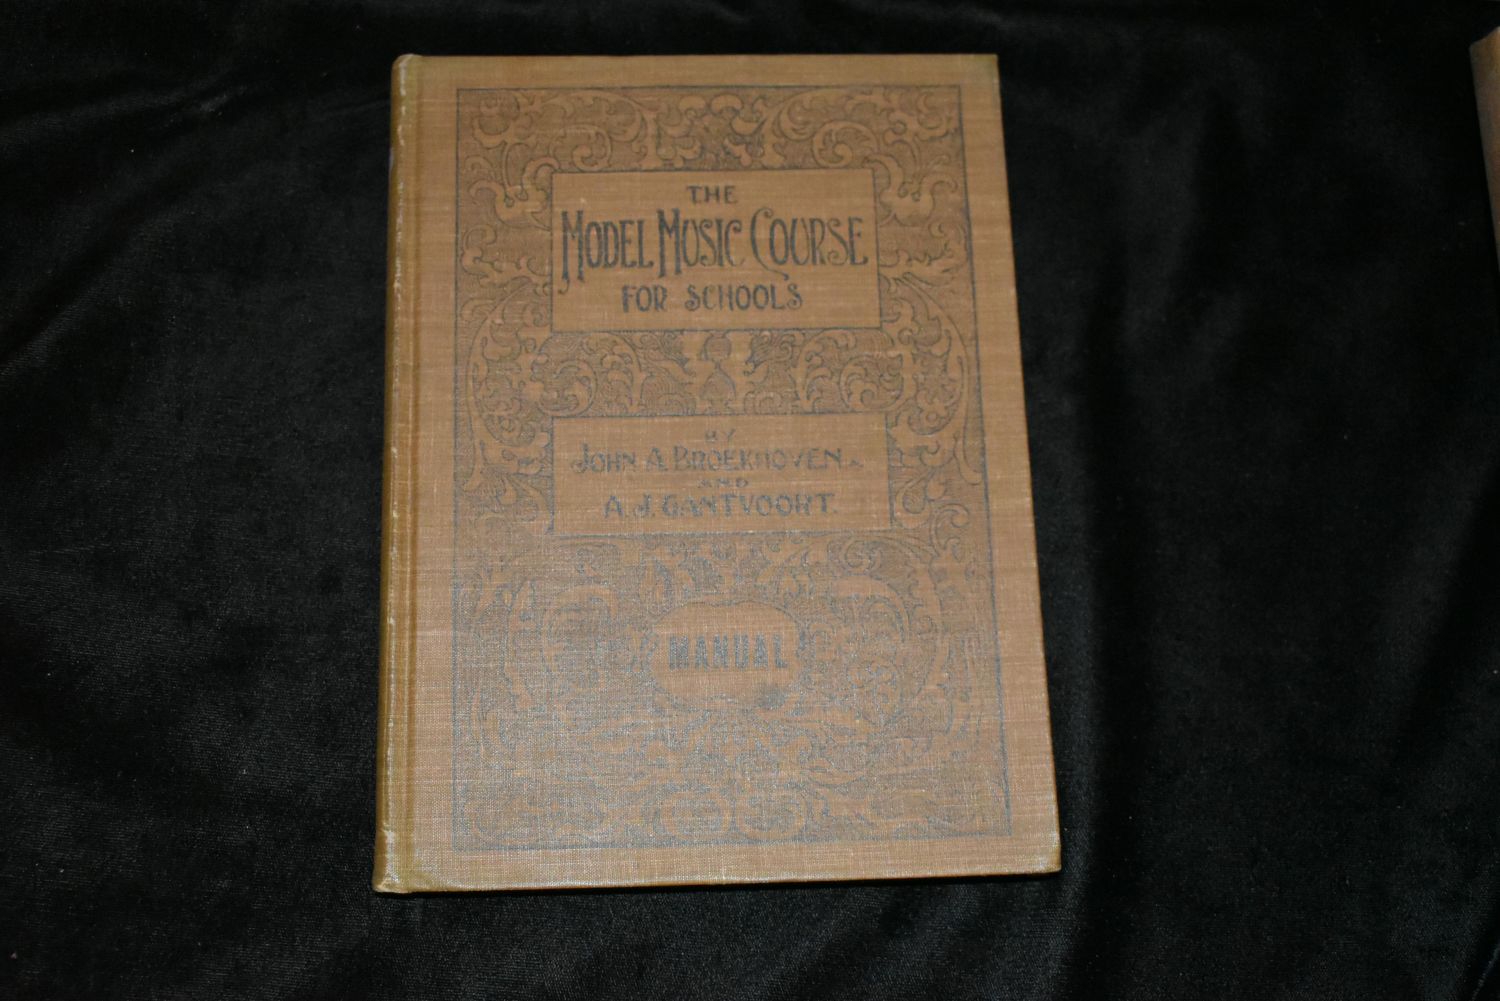 THE
MODEL MUSIC COURSE
FOR SCHOOLS
BY
JOHN A. BROEKHOVEN
AND
A. J. GANTVOORT.
MANUAL